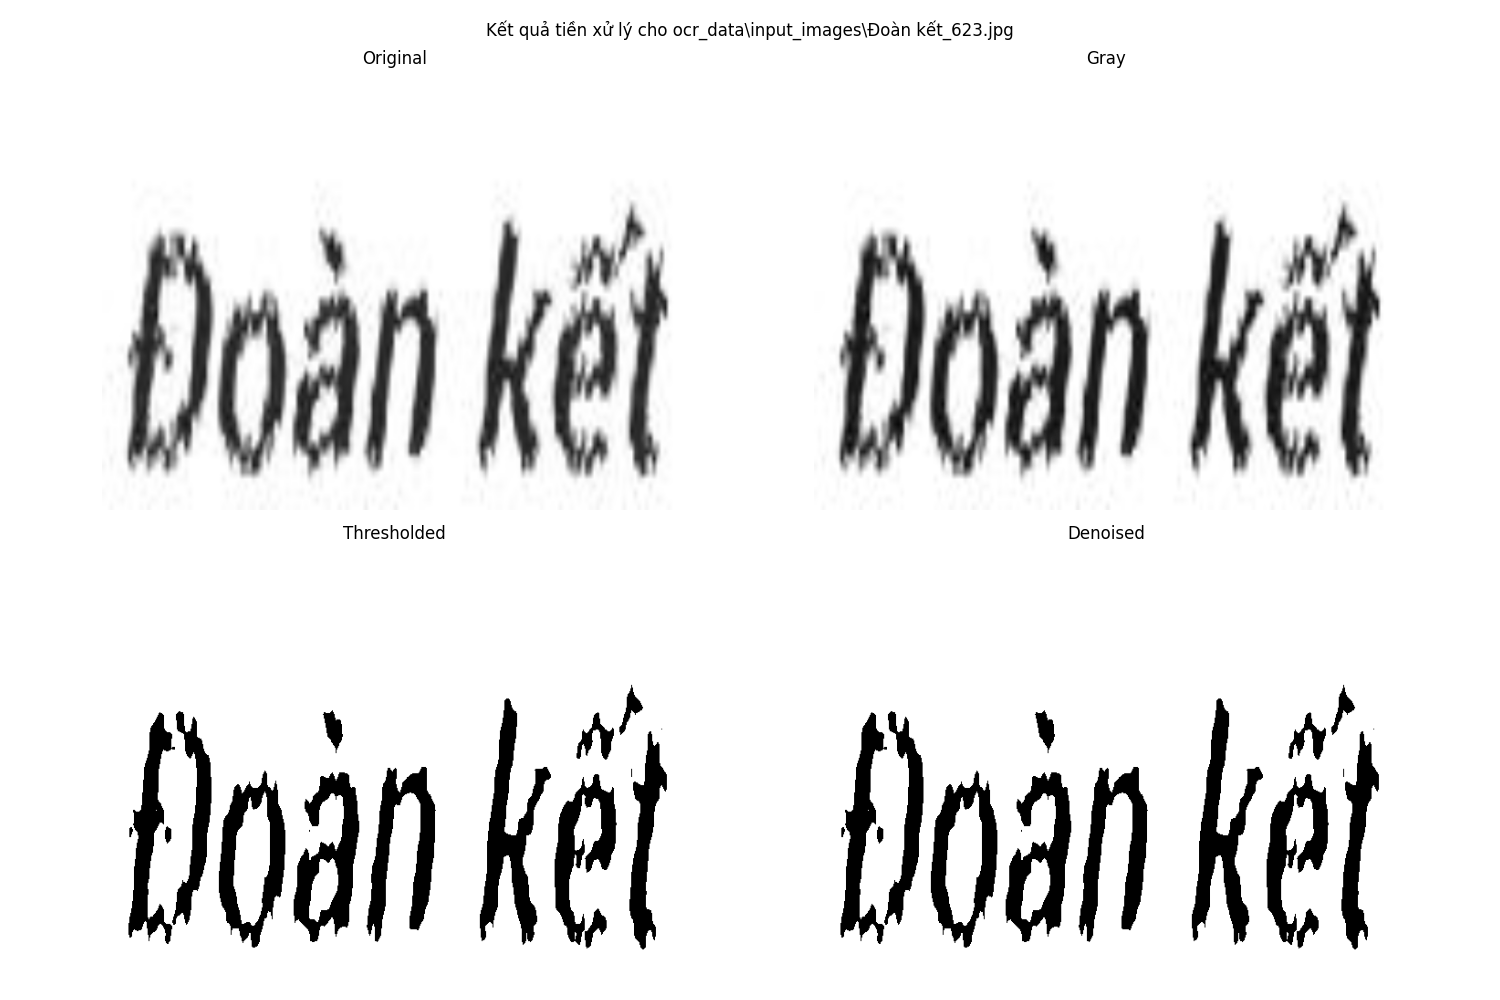 Kết quả tiền xử lý cho ocr_data\input_images\Đoàn kết_623.jpg
Original
Gray
Đoàn kết
Đoàn kết
Thresholded
Denoised
Đoàn kết
Đoàn kết